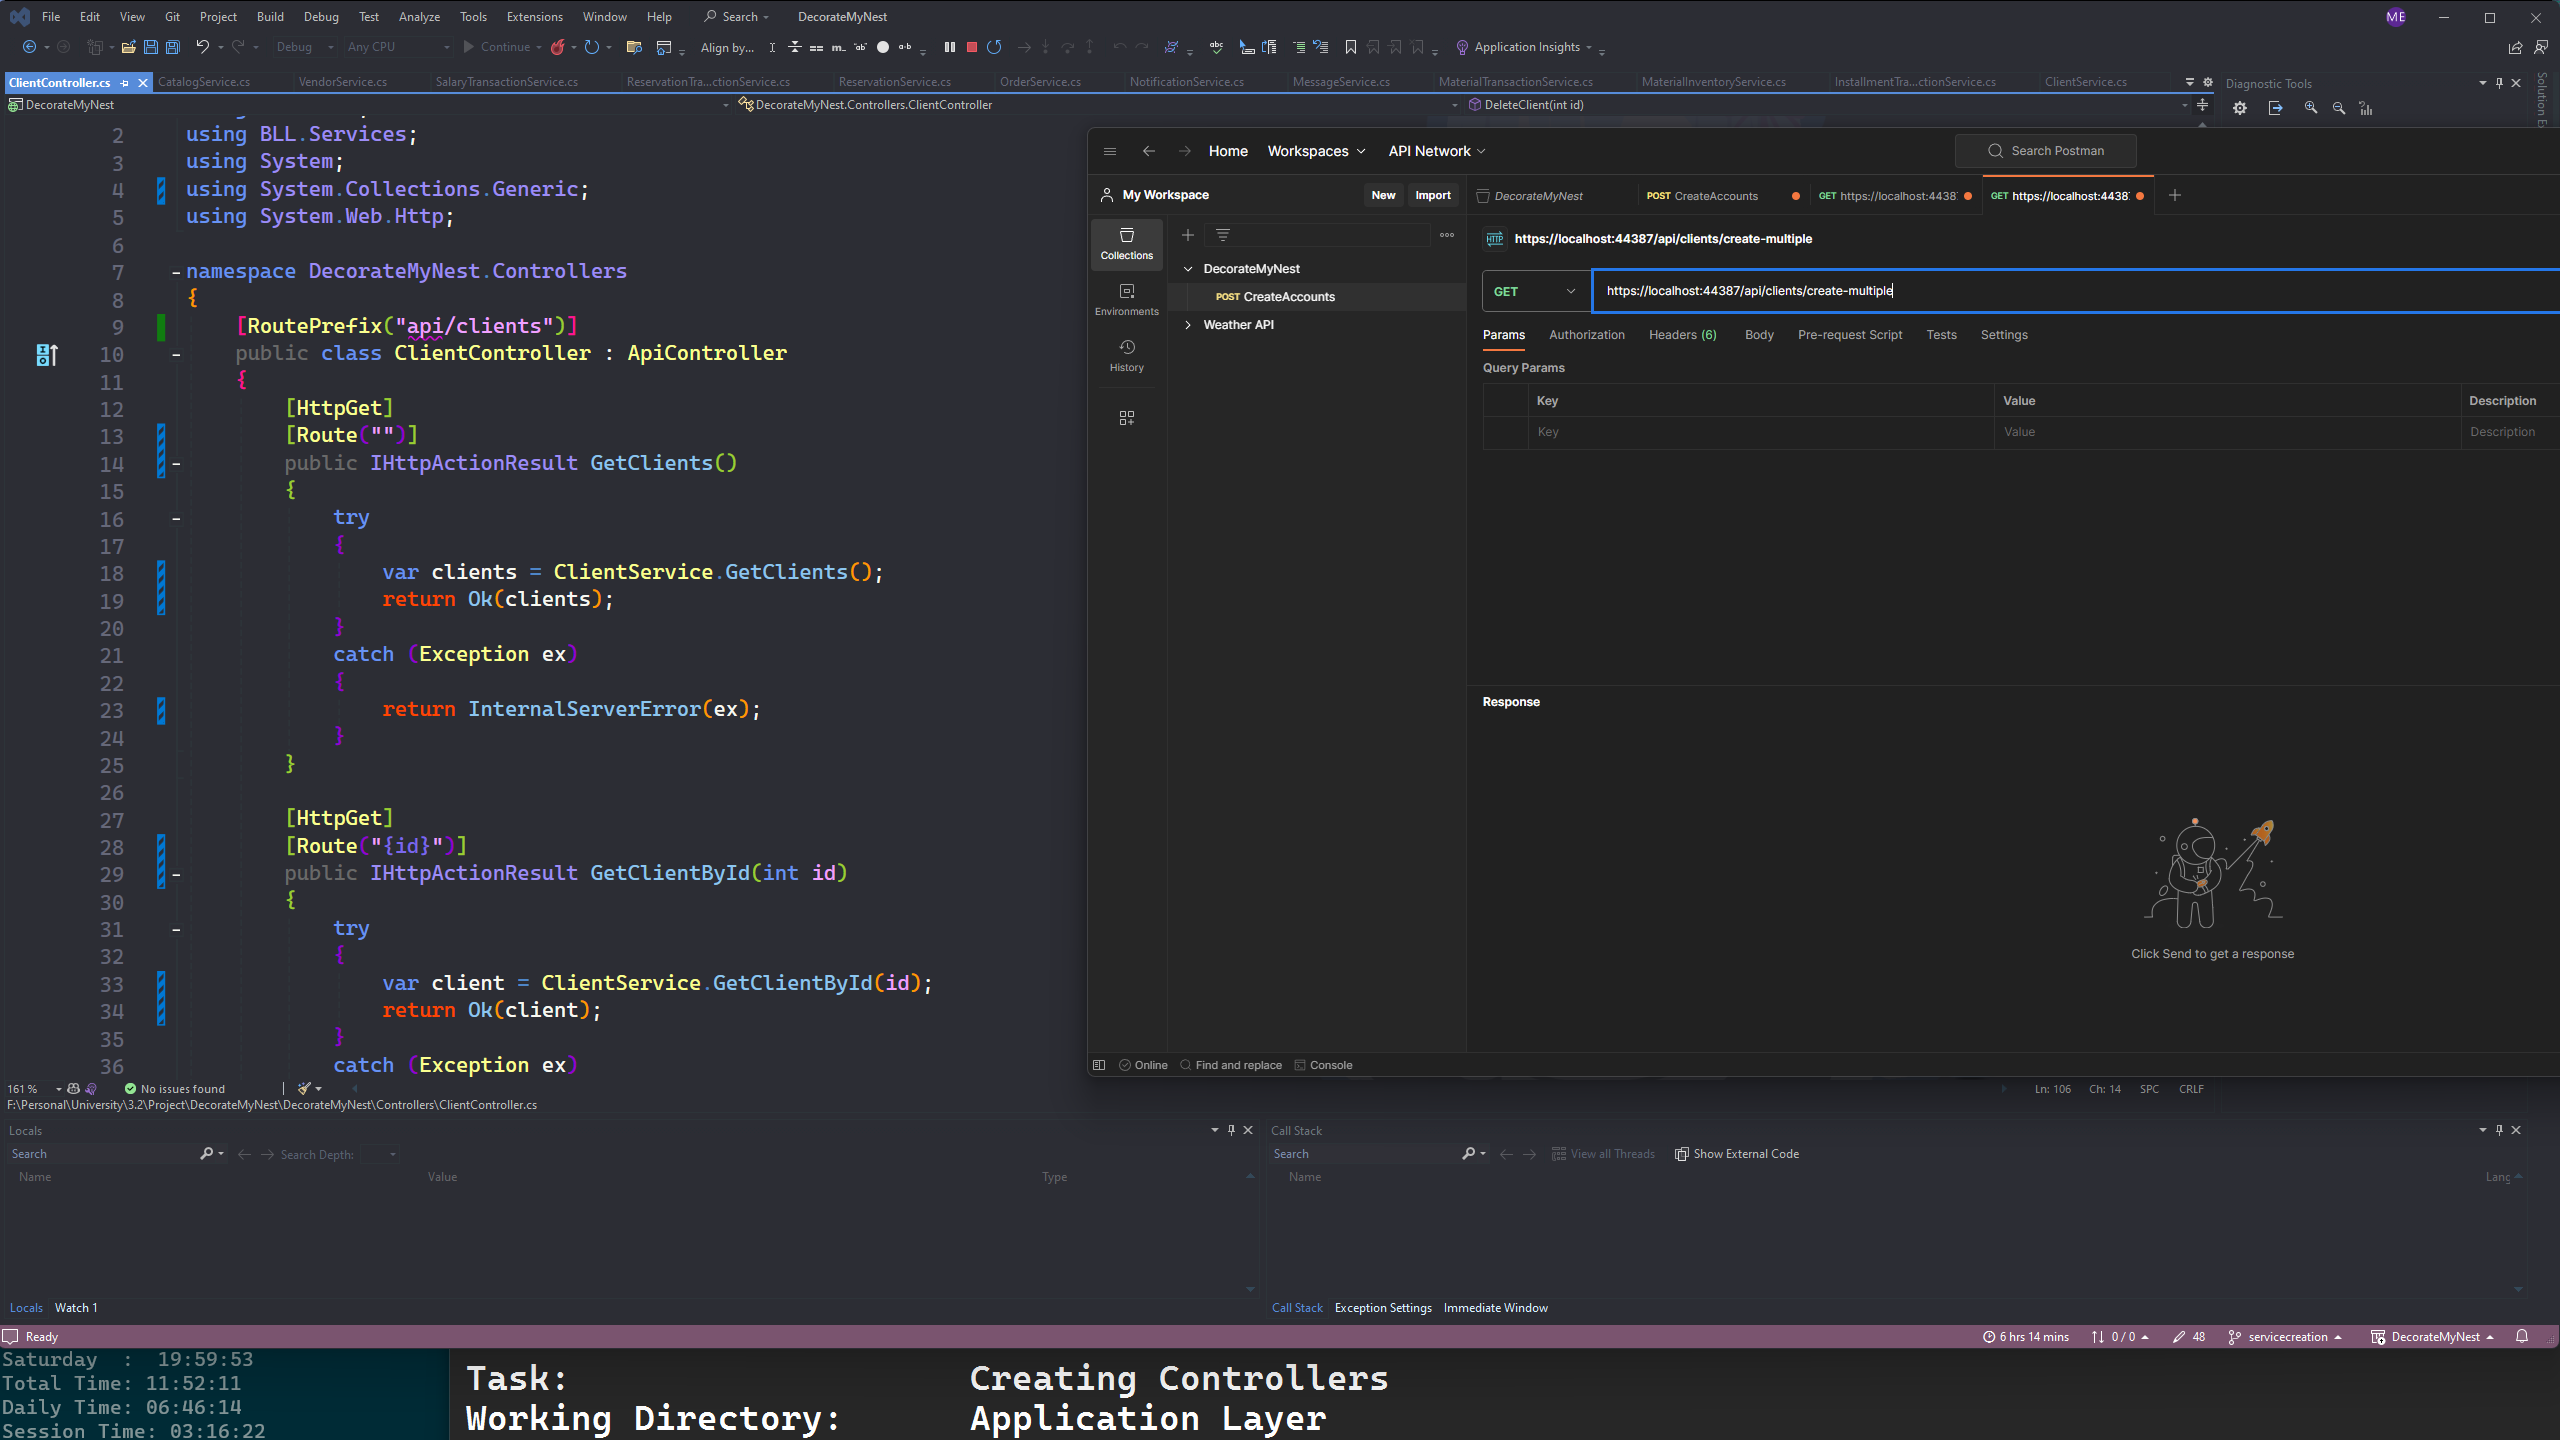 File Edit View Git Project Build Debug Test Analyze Tools Extensions Window Help Search DecorateMyNest ME
Debug Any CPU Continue Align by... Application Insights
ClientController.cs CatalogService.cs VendorService.cs SalaryTransactionService.cs ReservationTra...ctionService.cs ReservationService.cs OrderService.cs NotificationService.cs MessageService.cs MaterialTransactionService.cs MaterialInventoryService.cs InstallmentTra...ctionService.cs ClientService.cs
DecorateMyNest DecorateMyNest.Controllers.ClientController DeleteClient(int id)
Diagnostic Tools
2 using BLL.Services;
3 using System;
4 using System.Collections.Generic;
5 using System.Web.Http;
6
7 namespace DecorateMyNest.Controllers
8 {
9 [RoutePrefix("api/clients")]
10 public class ClientController : ApiController
11 {
12 [HttpGet]
13 [Route("")]
14 public IHttpActionResult GetClients()
15 {
16 try
17 {
18 var clients = ClientService.GetClients();
19 return Ok(clients);
20 }
21 catch (Exception ex)
22 {
23 return InternalServerError(ex);
24 }
25 }
26
27 [HttpGet]
28 [Route("{id}")]
29 public IHttpActionResult GetClientById(int id)
30 {
31 try
32 {
33 var client = ClientService.GetClientById(id);
34 return Ok(client);
35 }
36 catch (Exception ex)
Home Workspaces API Network Search Postman
My Workspace New Import
DecorateMyNest POST CreateAccounts GET https://localhost:4438 GET https://localhost:4438
Collections
Environments
History
DecorateMyNest
POST CreateAccounts
Weather API
HTTP https://localhost:44387/api/clients/create-multiple
GET https://localhost:44387/api/clients/create-multiple
Params Authorization Headers (6) Body Pre-request Script Tests Settings
Query Params
Key Value Description
Key Value Description
Response
Click Send to get a response
Online Find and replace Console
161 % No issues found Ln: 106 Ch: 14 SPC CRLF
F:\Personal\University\3.2\Project\DecorateMyNest\DecorateMyNest\Controllers\ClientController.cs
Locals
Search Search Depth:
Name Value Type
Locals Watch 1
Call Stack
Search View all Threads Show External Code
Name Lang
Call Stack Exception Settings Immediate Window
Ready 6 hrs 14 mins 0 / 0 48 servicecreation DecorateMyNest
Saturday : 19:59:53
Total Time: 11:52:11
Daily Time: 06:46:14
Session Time: 03:16:22
Task: Creating Controllers
Working Directory: Application Layer